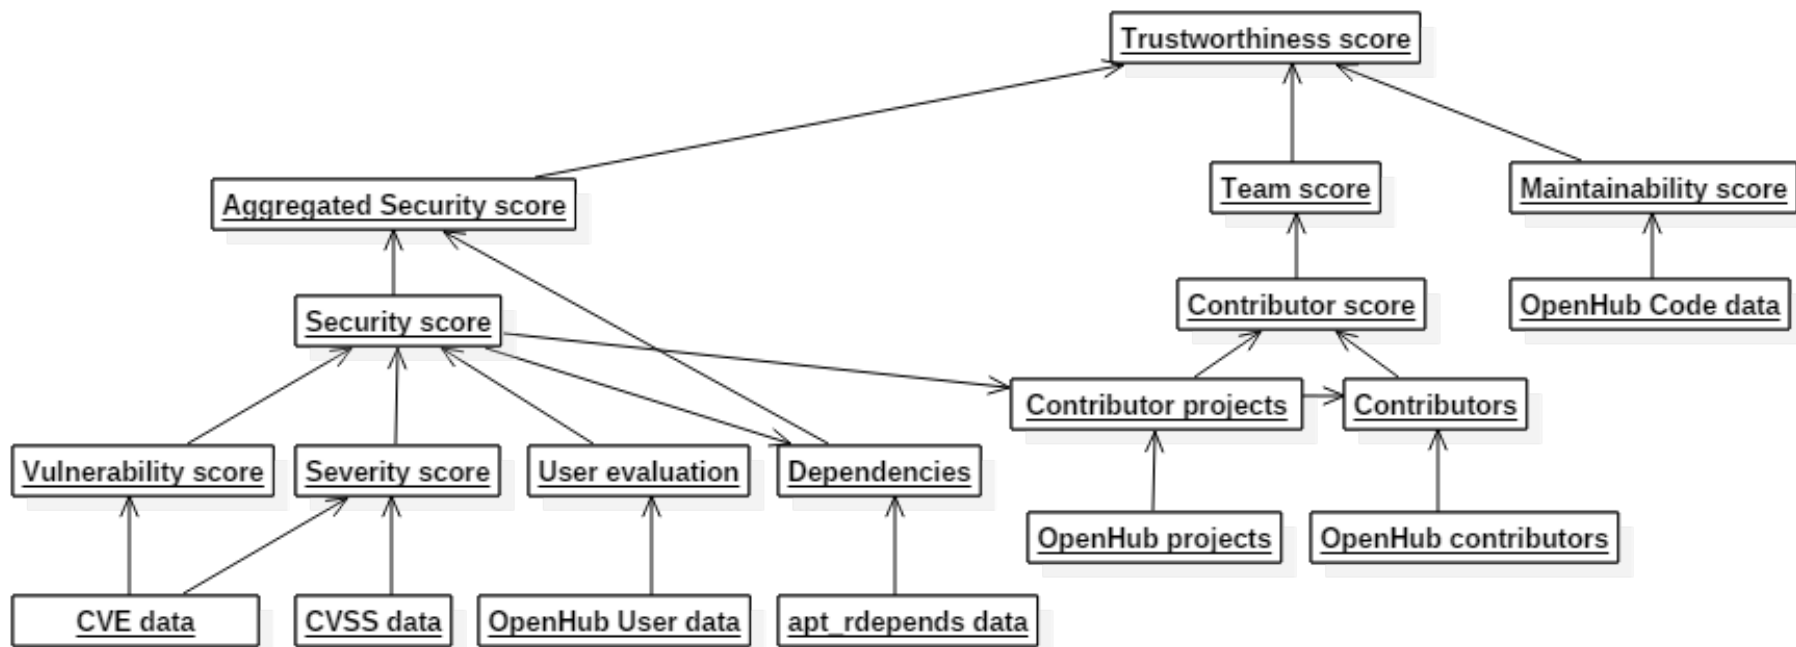 Trustworthiness score
Team score
Maintainability score
Aggregated Security score
Contributor score
OpenHub Code data
Security score
Contributor projects
Contributors
Vulnerability score
Severity score
User evaluation
Dependencies
OpenHub projects
OpenHub contributors
CVE data
CVSS data
OpenHub User data
apt_rdepends data